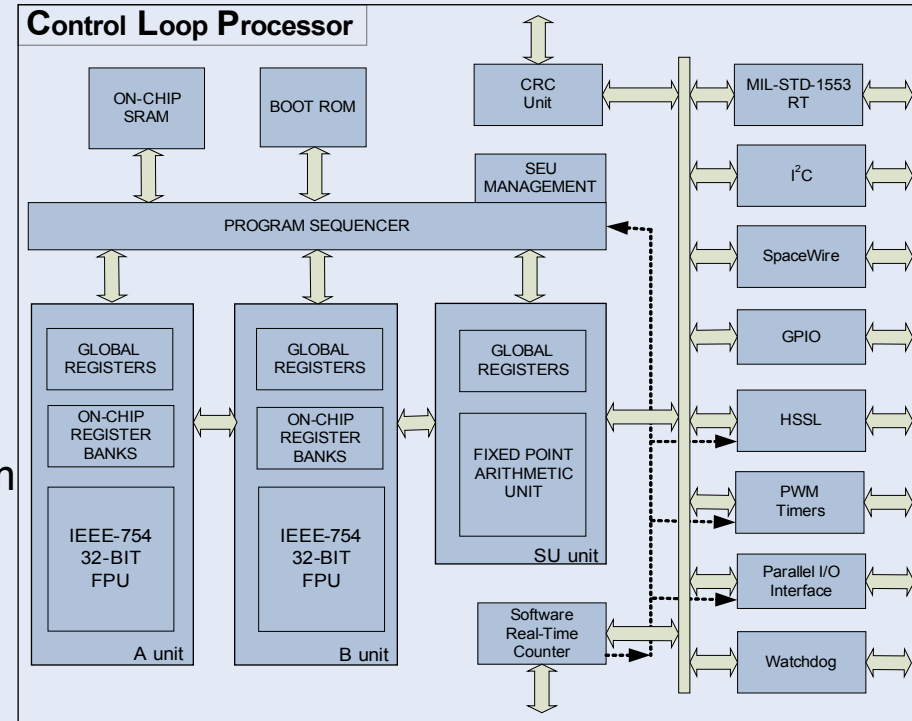 Control Loop Processor
ON-CHIP
SRAM
BOOT ROM
CRC
Unit
MIL-STD-1553
RT
I²C
SEU
MANAGEMENT
PROGRAM SEQUENCER
SpaceWire
GPIO
GLOBAL
REGISTERS
GLOBAL
REGISTERS
GLOBAL
REGISTERS
ON-CHIP
REGISTER
BANKS
ON-CHIP
REGISTER
BANKS
HSSL
FIXED POINT
ARITHMETIC
UNIT
IEEE-754
32-BIT
FPU
IEEE-754
32-BIT
FPU
PWM
Timers
SU unit
Parallel I/O
Interface
Software
Real-Time
Counter
A unit
B unit
Watchdog